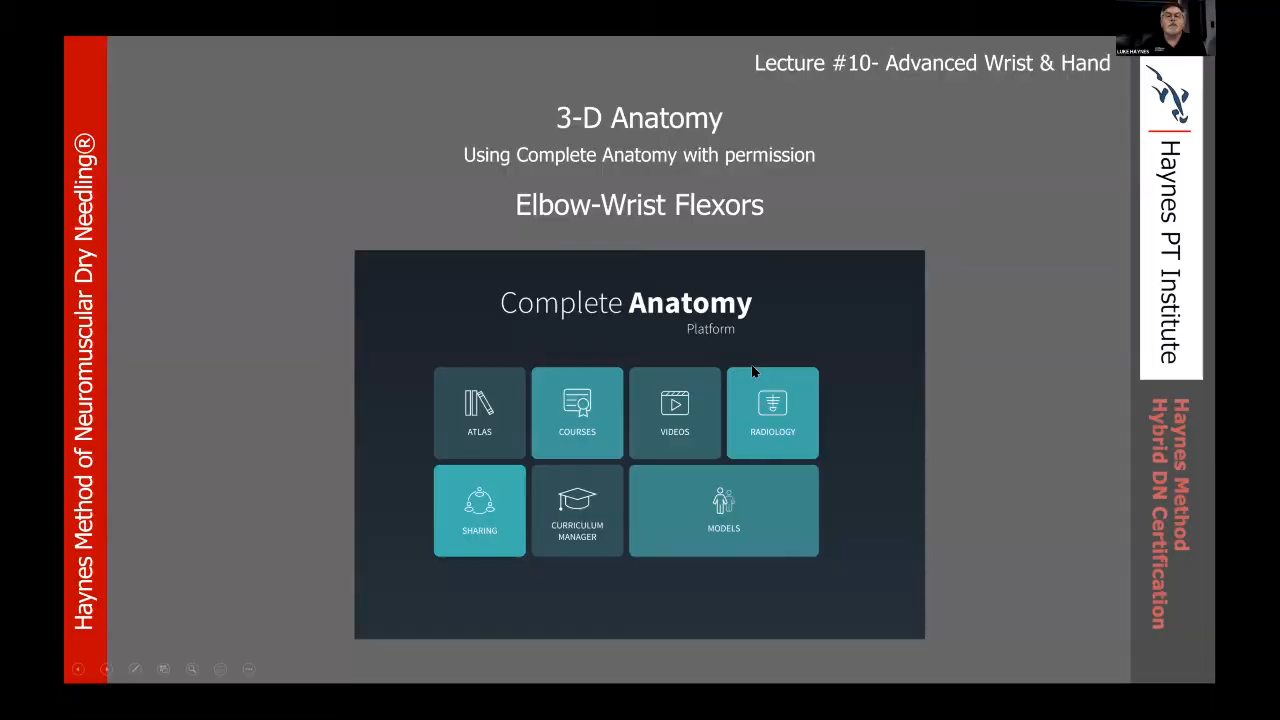 LUKE HAYNES
Lecture #10- Advanced Wrist & Hand
3-D Anatomy
Using Complete Anatomy with permission
Elbow-Wrist Flexors
Complete Anatomy
Platform
ATLAS
COURSES
VIDEOS
RADIOLOGY
SHARING
CURRICULUM
MANAGER
MODELS
Haynes Method of Neuromuscular Dry Needling®
Haynes PT Institute
Haynes Method
Hybrid DN Certification